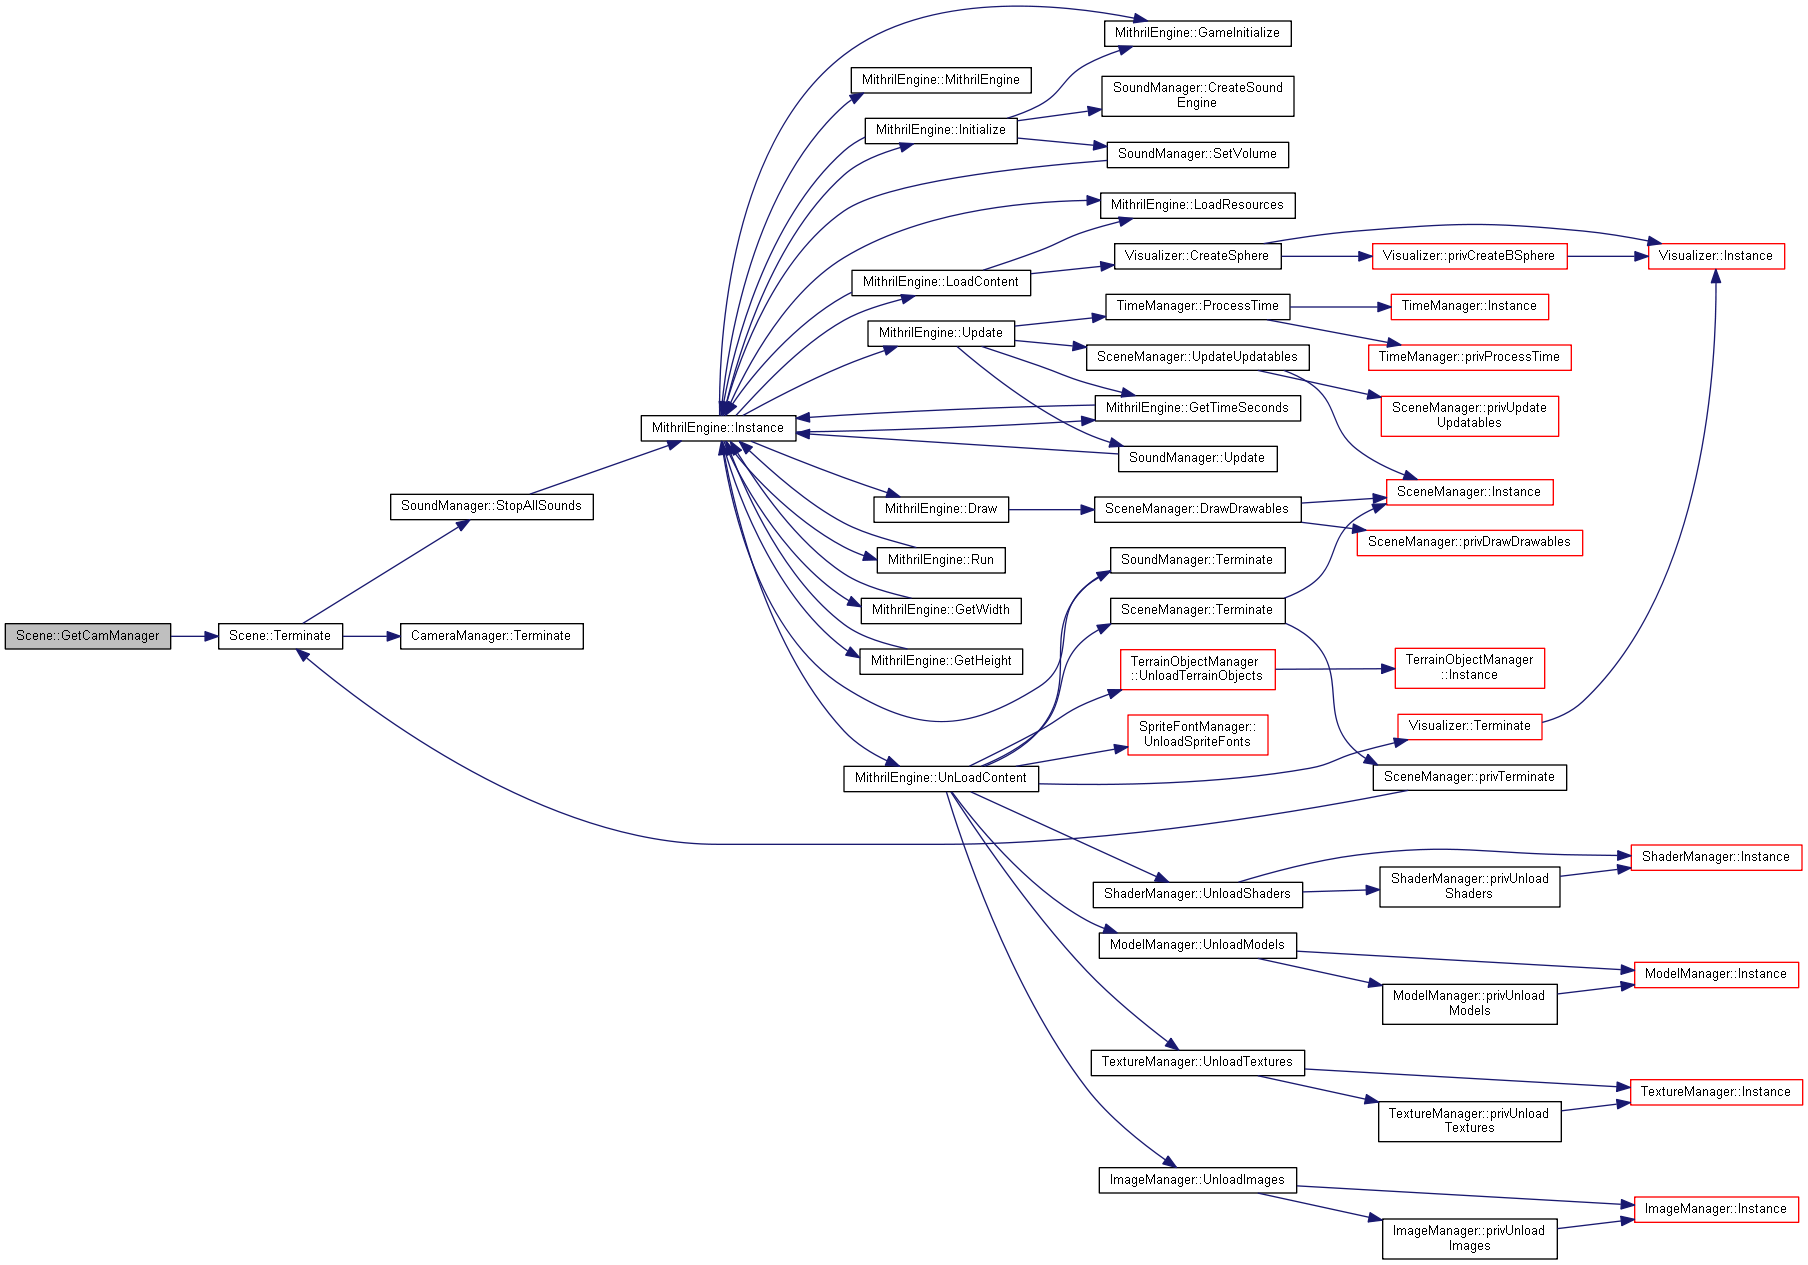 MithrilEngine::GameInitialize
MithrilEngine::MithrilEngine
SoundManager::CreateSound
Engine
MithrilEngine::Initialize
SoundManager::SetVolume
MithrilEngine::LoadResources
Visualizer::CreateSphere
Visualizer::privCreateBSphere
Visualizer::Instance
MithrilEngine::LoadContent
TimeManager::ProcessTime
TimeManager::Instance
MithrilEngine::Update
SceneManager::UpdateUpdatables
TimeManager::privProcessTime
MithrilEngine::GetTimeSeconds
SceneManager::privUpdate
Updatables
MithrilEngine::Instance
SoundManager::Update
SceneManager::Instance
SoundManager::StopAllSounds
MithrilEngine::Draw
SceneManager::DrawDrawables
SceneManager::privDrawDrawables
MithrilEngine::Run
SoundManager::Terminate
MithrilEngine::GetWidth
SceneManager::Terminate
Scene::GetCamManager
Scene::Terminate
CameraManager::Terminate
MithrilEngine::GetHeight
TerrainObjectManager
::UnloadTerrainObjects
TerrainObjectManager
::Instance
SpriteFontManager::
UnloadSpriteFonts
Visualizer::Terminate
MithrilEngine::UnLoadContent
SceneManager::privTerminate
ShaderManager::Instance
ShaderManager::UnloadShaders
ShaderManager::privUnload
Shaders
ModelManager::UnloadModels
ModelManager::Instance
ModelManager::privUnload
Models
TextureManager::UnloadTextures
TextureManager::Instance
TextureManager::privUnload
Textures
ImageManager::UnloadImages
ImageManager::Instance
ImageManager::privUnload
Images